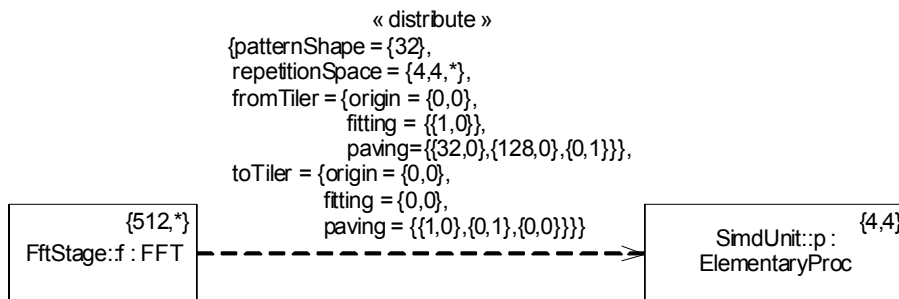 « distribute »
{patternShape = {32},
repetitionSpace = {4,4,*},
fromTiler = {origin = {0,0},
fitting = {{1,0}},
paving={{32,0},{128,0},{0,1}}},
toTiler = {origin = {0,0},
fitting = {0,0},
paving = {{1,0},{0,1},{0,0}}}}
{512,*}
FftStage::f : FFT
{4,4}
SimdUnit::p :
ElementaryProc